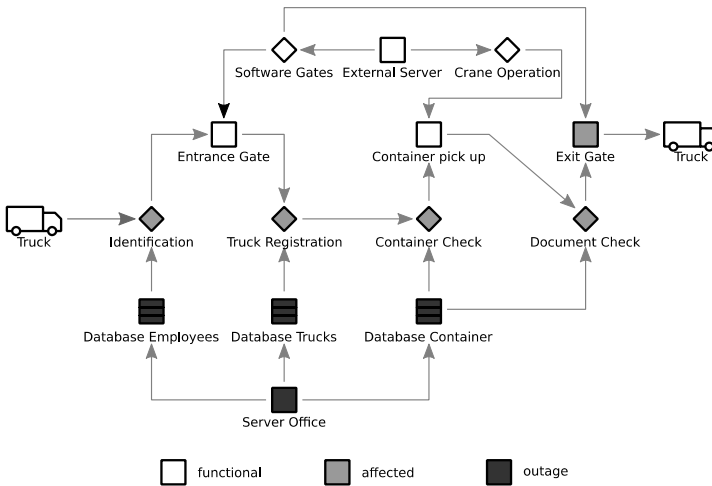 Software Gates External Server Crane Operation
Entrance Gate Container pick up Exit Gate Truck
Truck Identification Truck Registration Container Check Document Check
Database Employees Database Trucks Database Container
Server Office
functional affected outage